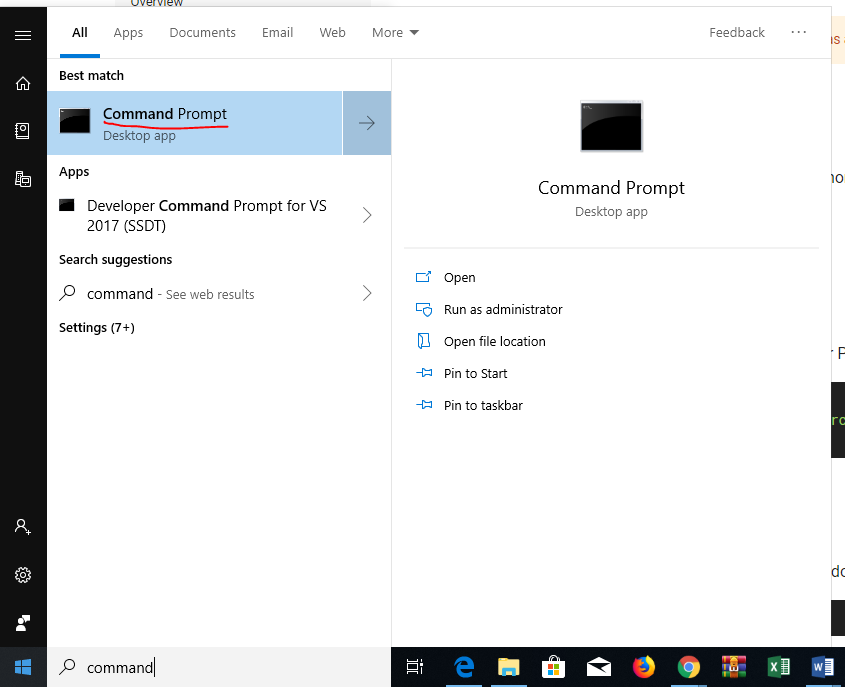 Overview
All Apps Documents Email Web More Feedback ...
Best match
Command Prompt
Desktop app
Apps
Developer Command Prompt for VS
2017 (SSDT)
Search suggestions
command - See web results
Settings (7+)
Command Prompt
Desktop app
Open
Run as administrator
Open file location
Pin to Start
Pin to taskbar
command